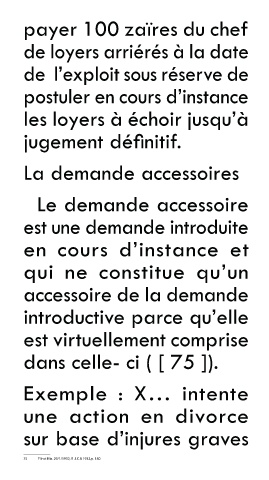 payer 100 zaïres du chef
de loyers arriérés à la date
de l’exploit sous réserve de
postuler en cours d’instance
les loyers à échoir jusqu’à
jugement définitif.
La demande accessoires
Le demande accessoire
est une demande introduite
en cours d’instance et
qui ne constitue qu’un
accessoire de la demande
introductive parce qu’elle
est virtuellement comprise
dans celle- ci ( [ 75 ]).
Exemple : X… intente
une action en divorce
sur base d’injures graves